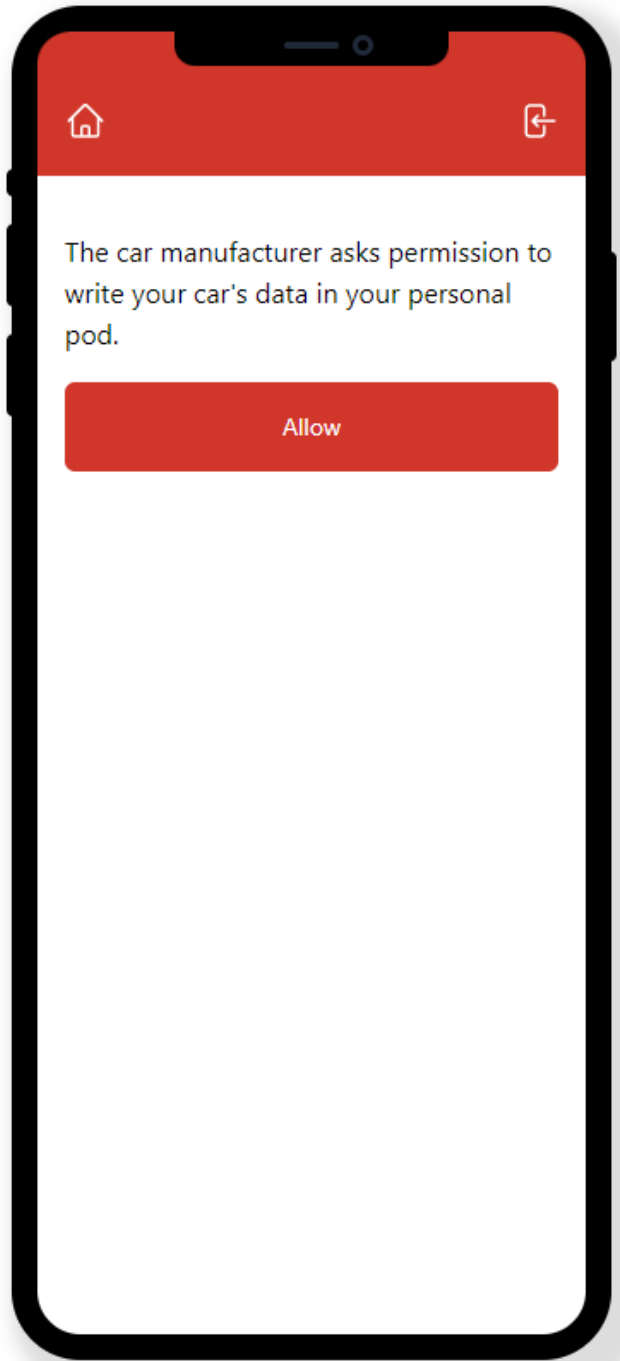 The car manufacturer asks permission to
write your car's data in your personal
pod.
Allow